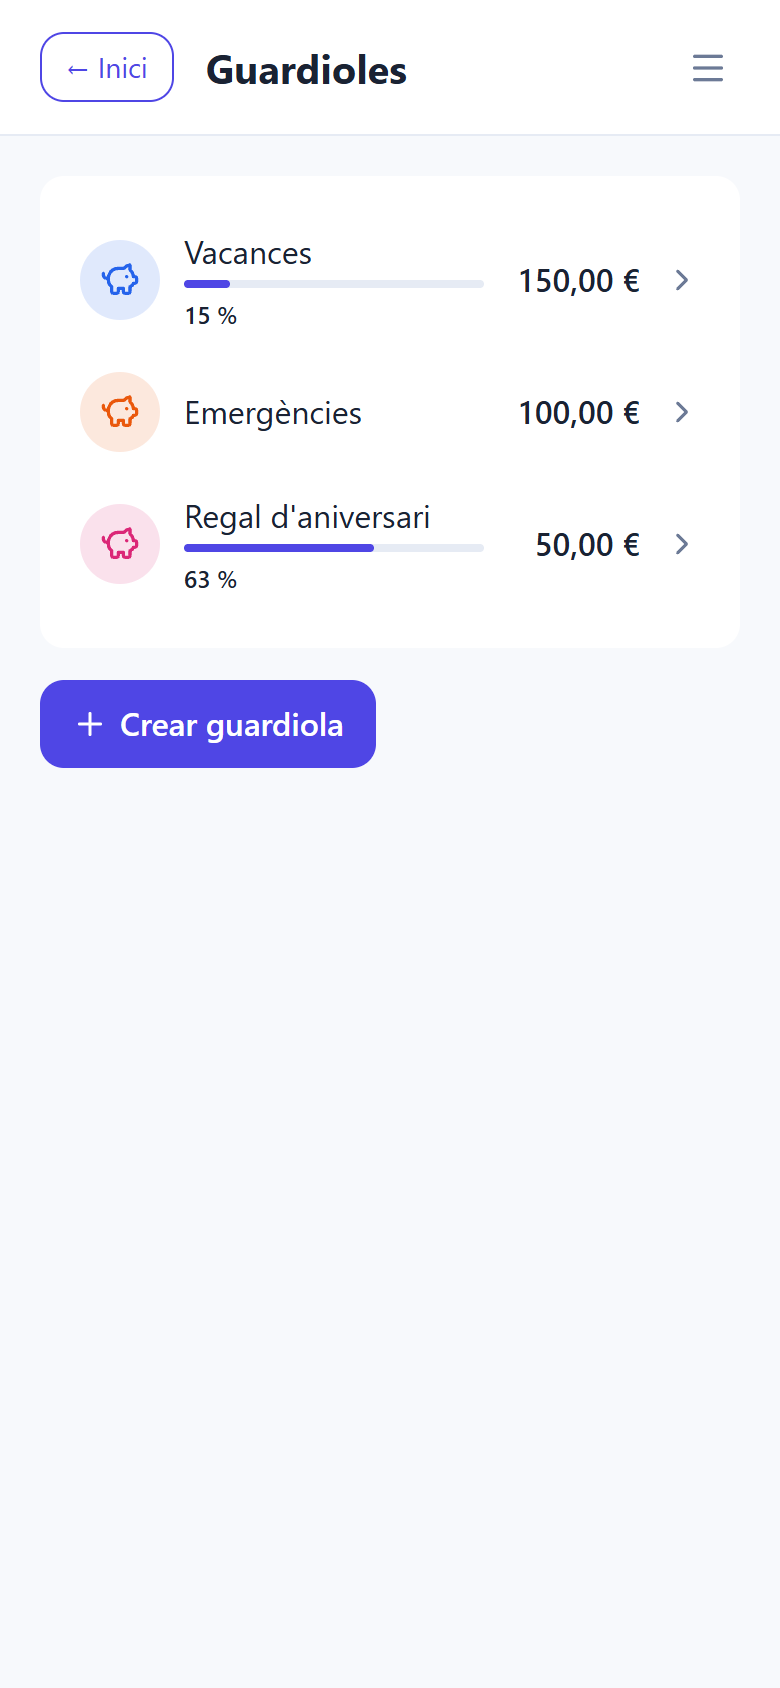 ← Inici
Guardioles
Vacances
150,00 €
15 %
Emergències
100,00 €
Regal d'aniversari
50,00 €
63 %
Crear guardiola